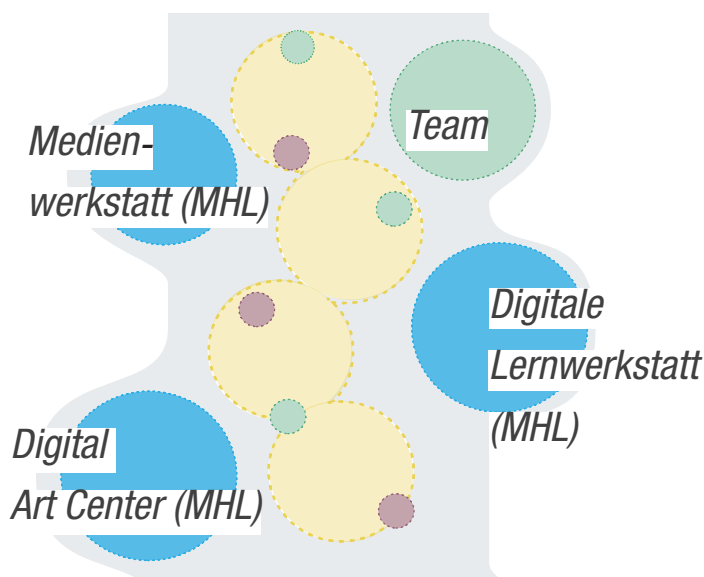 Team
Medien-
werkstatt (MHL)
Digitale
Lernwerkstatt
(MHL)
Digital
Art Center (MHL)